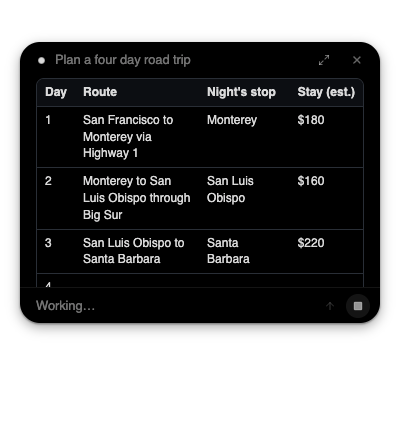 Plan a four day road trip
Day Route Night's stop Stay (est.)
1 San Francisco to Monterey $180
Monterey via
Highway 1
2 Monterey to San San Luis $160
Luis Obispo through Obispo
Big Sur
3 San Luis Obispo to Santa $220
Santa Barbara Barbara
4
Working…